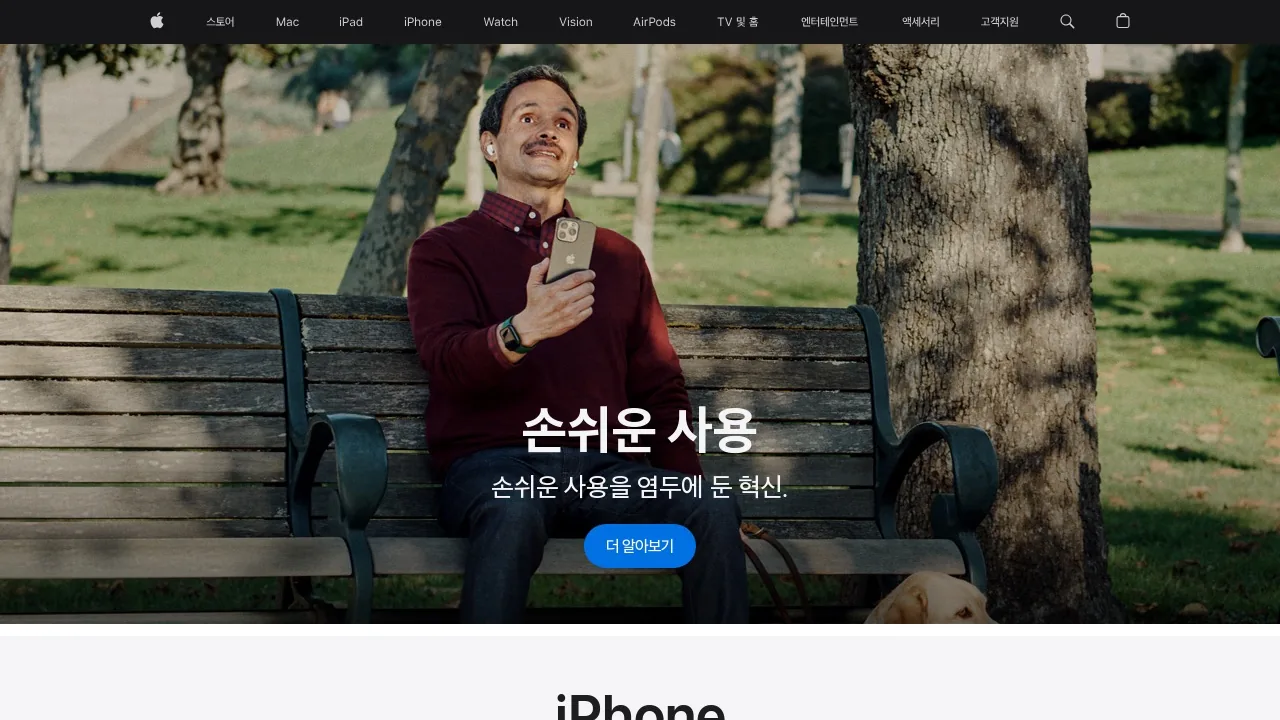 스토어 Mac iPad iPhone Watch Vision AirPods TV 및 홈 엔터테인먼트 액세서리 고객지원
손쉬운 사용
손쉬운 사용을 염두에 둔 혁신.
더 알아보기
iPhone